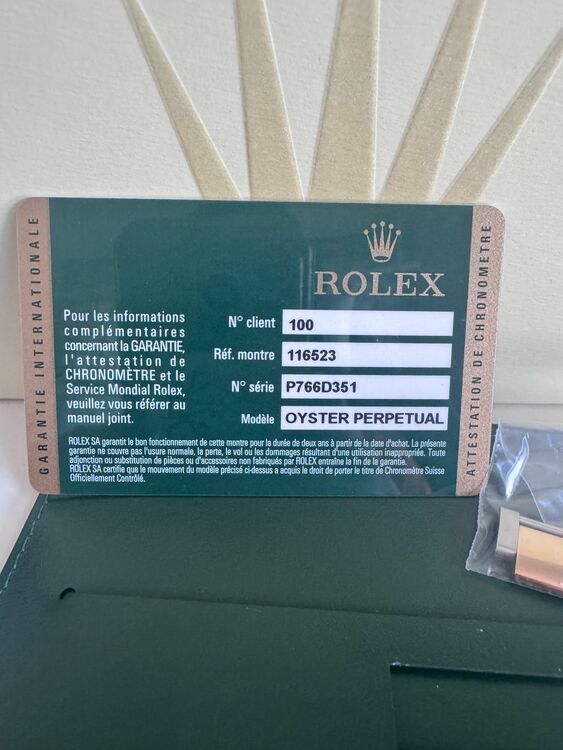 GARANTIE INTERNATIONALE
ROLEX
Pour les informations
complémentaires
concernant la GARANTIE,
l'attestation de
CHRONOMÈTRE et le
Service Mondial Rolex,
veuillez vous référer au
manuel joint.
N° client 100
Réf. montre 116523
N° série P766D351
Modèle OYSTER PERPETUAL
ROLEX SA garantit le bon fonctionnement de cette montre pour la durée de deux ans à partir de la date d'achat. La présente
garantie ne couvre pas l'usure normale, la perte, le vol ou les dommages résultant d'une utilisation inappropriée. Toute
adjonction ou substitution de pièces ou d'accessoires non fabriqués par ROLEX entraîne la fin de la garantie.
ROLEX SA certifie que le mouvement du modèle précisé ci-dessus a acquis le droit de porter le titre de Chronomètre Suisse
Officiellement Contrôlé.
ATTESTATION DE CHRONOMETRE